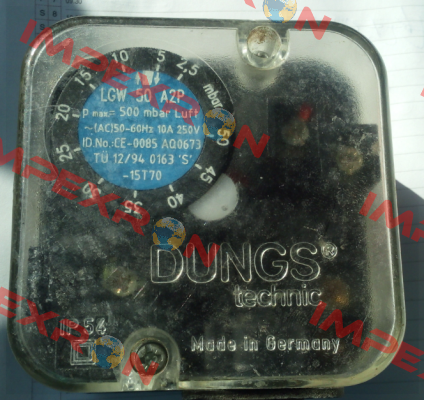 5
2,5
mbar
50
45
40
35
30
25
20
15
10
LGW 50 A2P
P max= 500 mbar Luft
~(AC)50-60Hz 10A 250V
ID.No.:CE-0085 AQ0673
TÜ 12/94 0163 'S'
-15T70
DUNGS®
technic
IP 54
Made in Germany
IMPEXRON
IMPEXRON
IMPEXRON
IMPEXRON